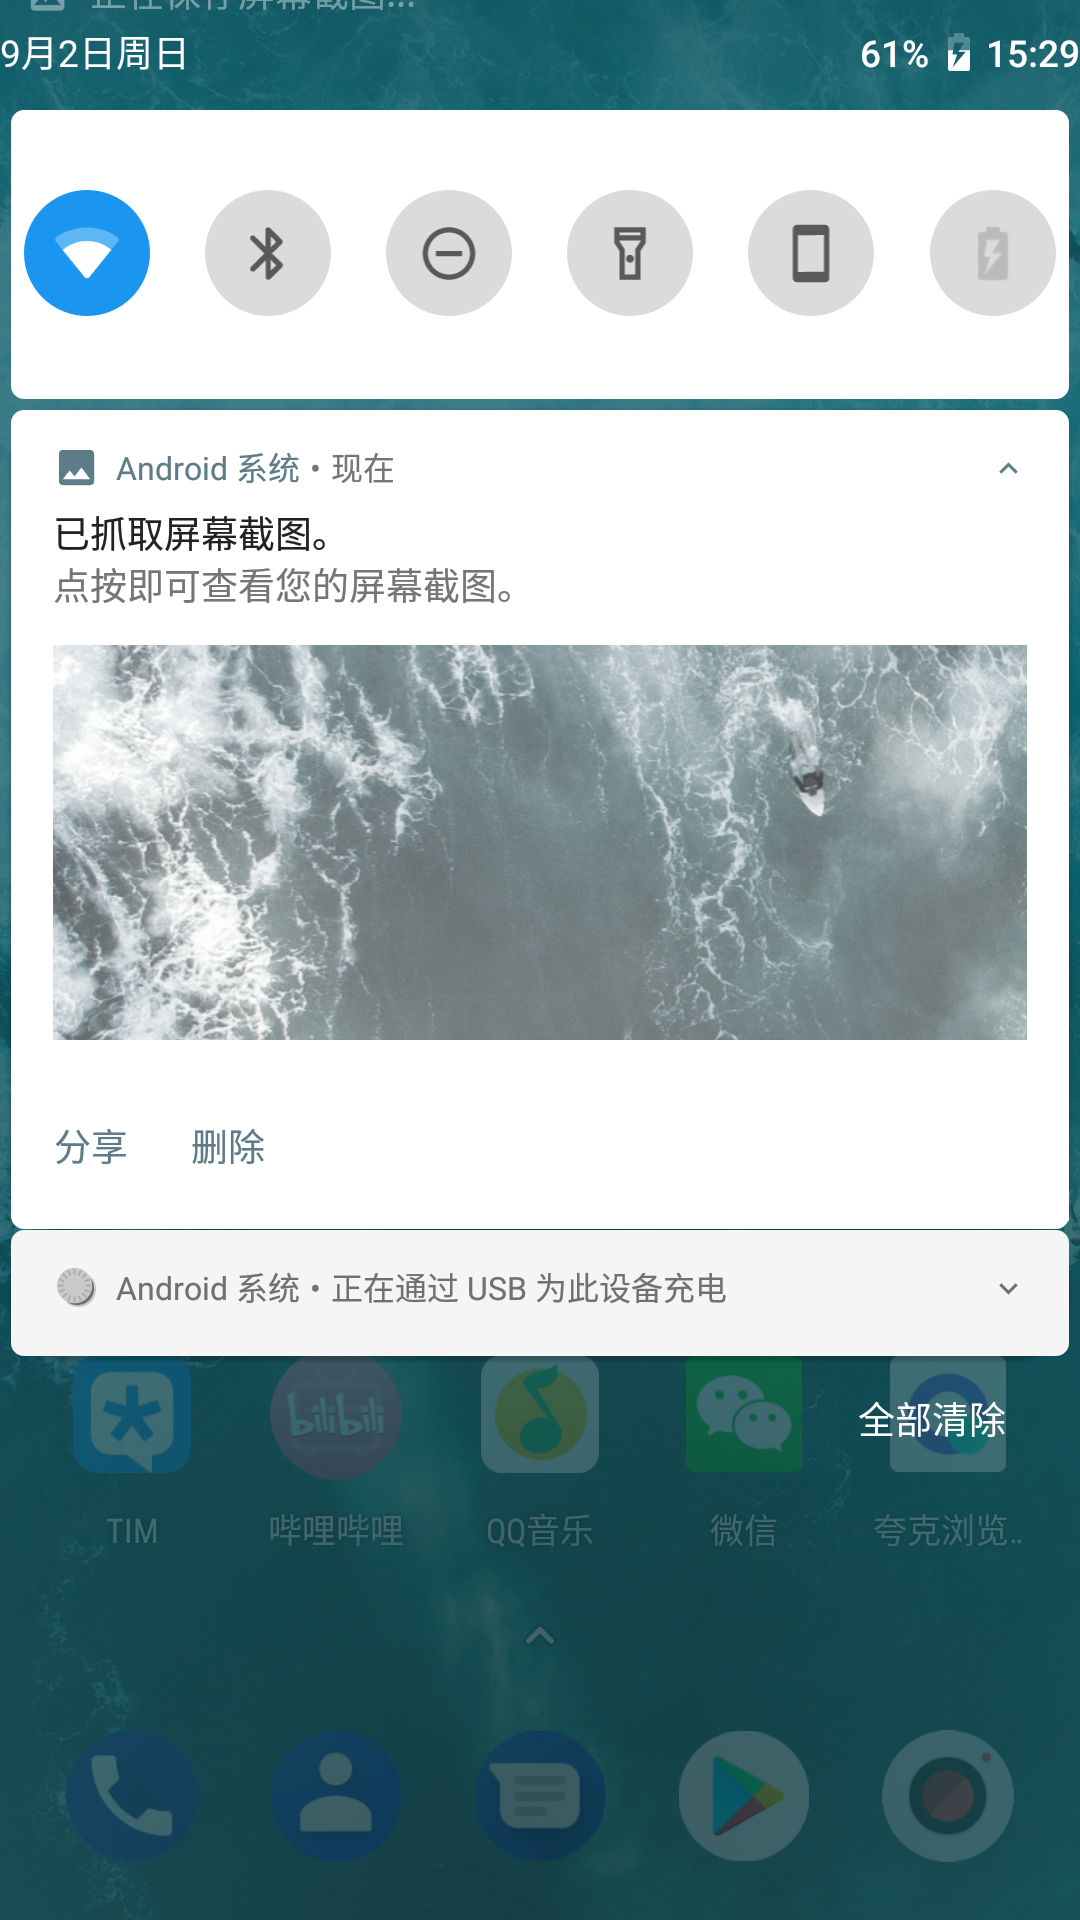 正在保存屏幕截图...
9月2日周日
61% 15:29
Android 系统 • 现在
已抓取屏幕截图。
点按即可查看您的屏幕截图。
分享 删除
Android 系统 • 正在通过 USB 为此设备充电
全部清除
bilibili
TIM 哔哩哔哩 QQ音乐 微信 夸克浏览..